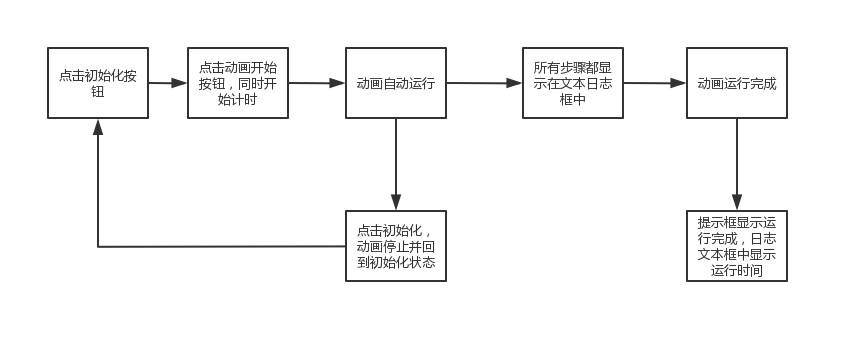 点击初始化按
钮
点击动画开始
按钮，同时开
始计时
动画自动运行
所有步骤都显
示在文本日志
框中
动画运行完成
点击初始化，
动画停止并回
到初始化状态
提示框显示运
行完成，日志
文本框中显示
运行时间